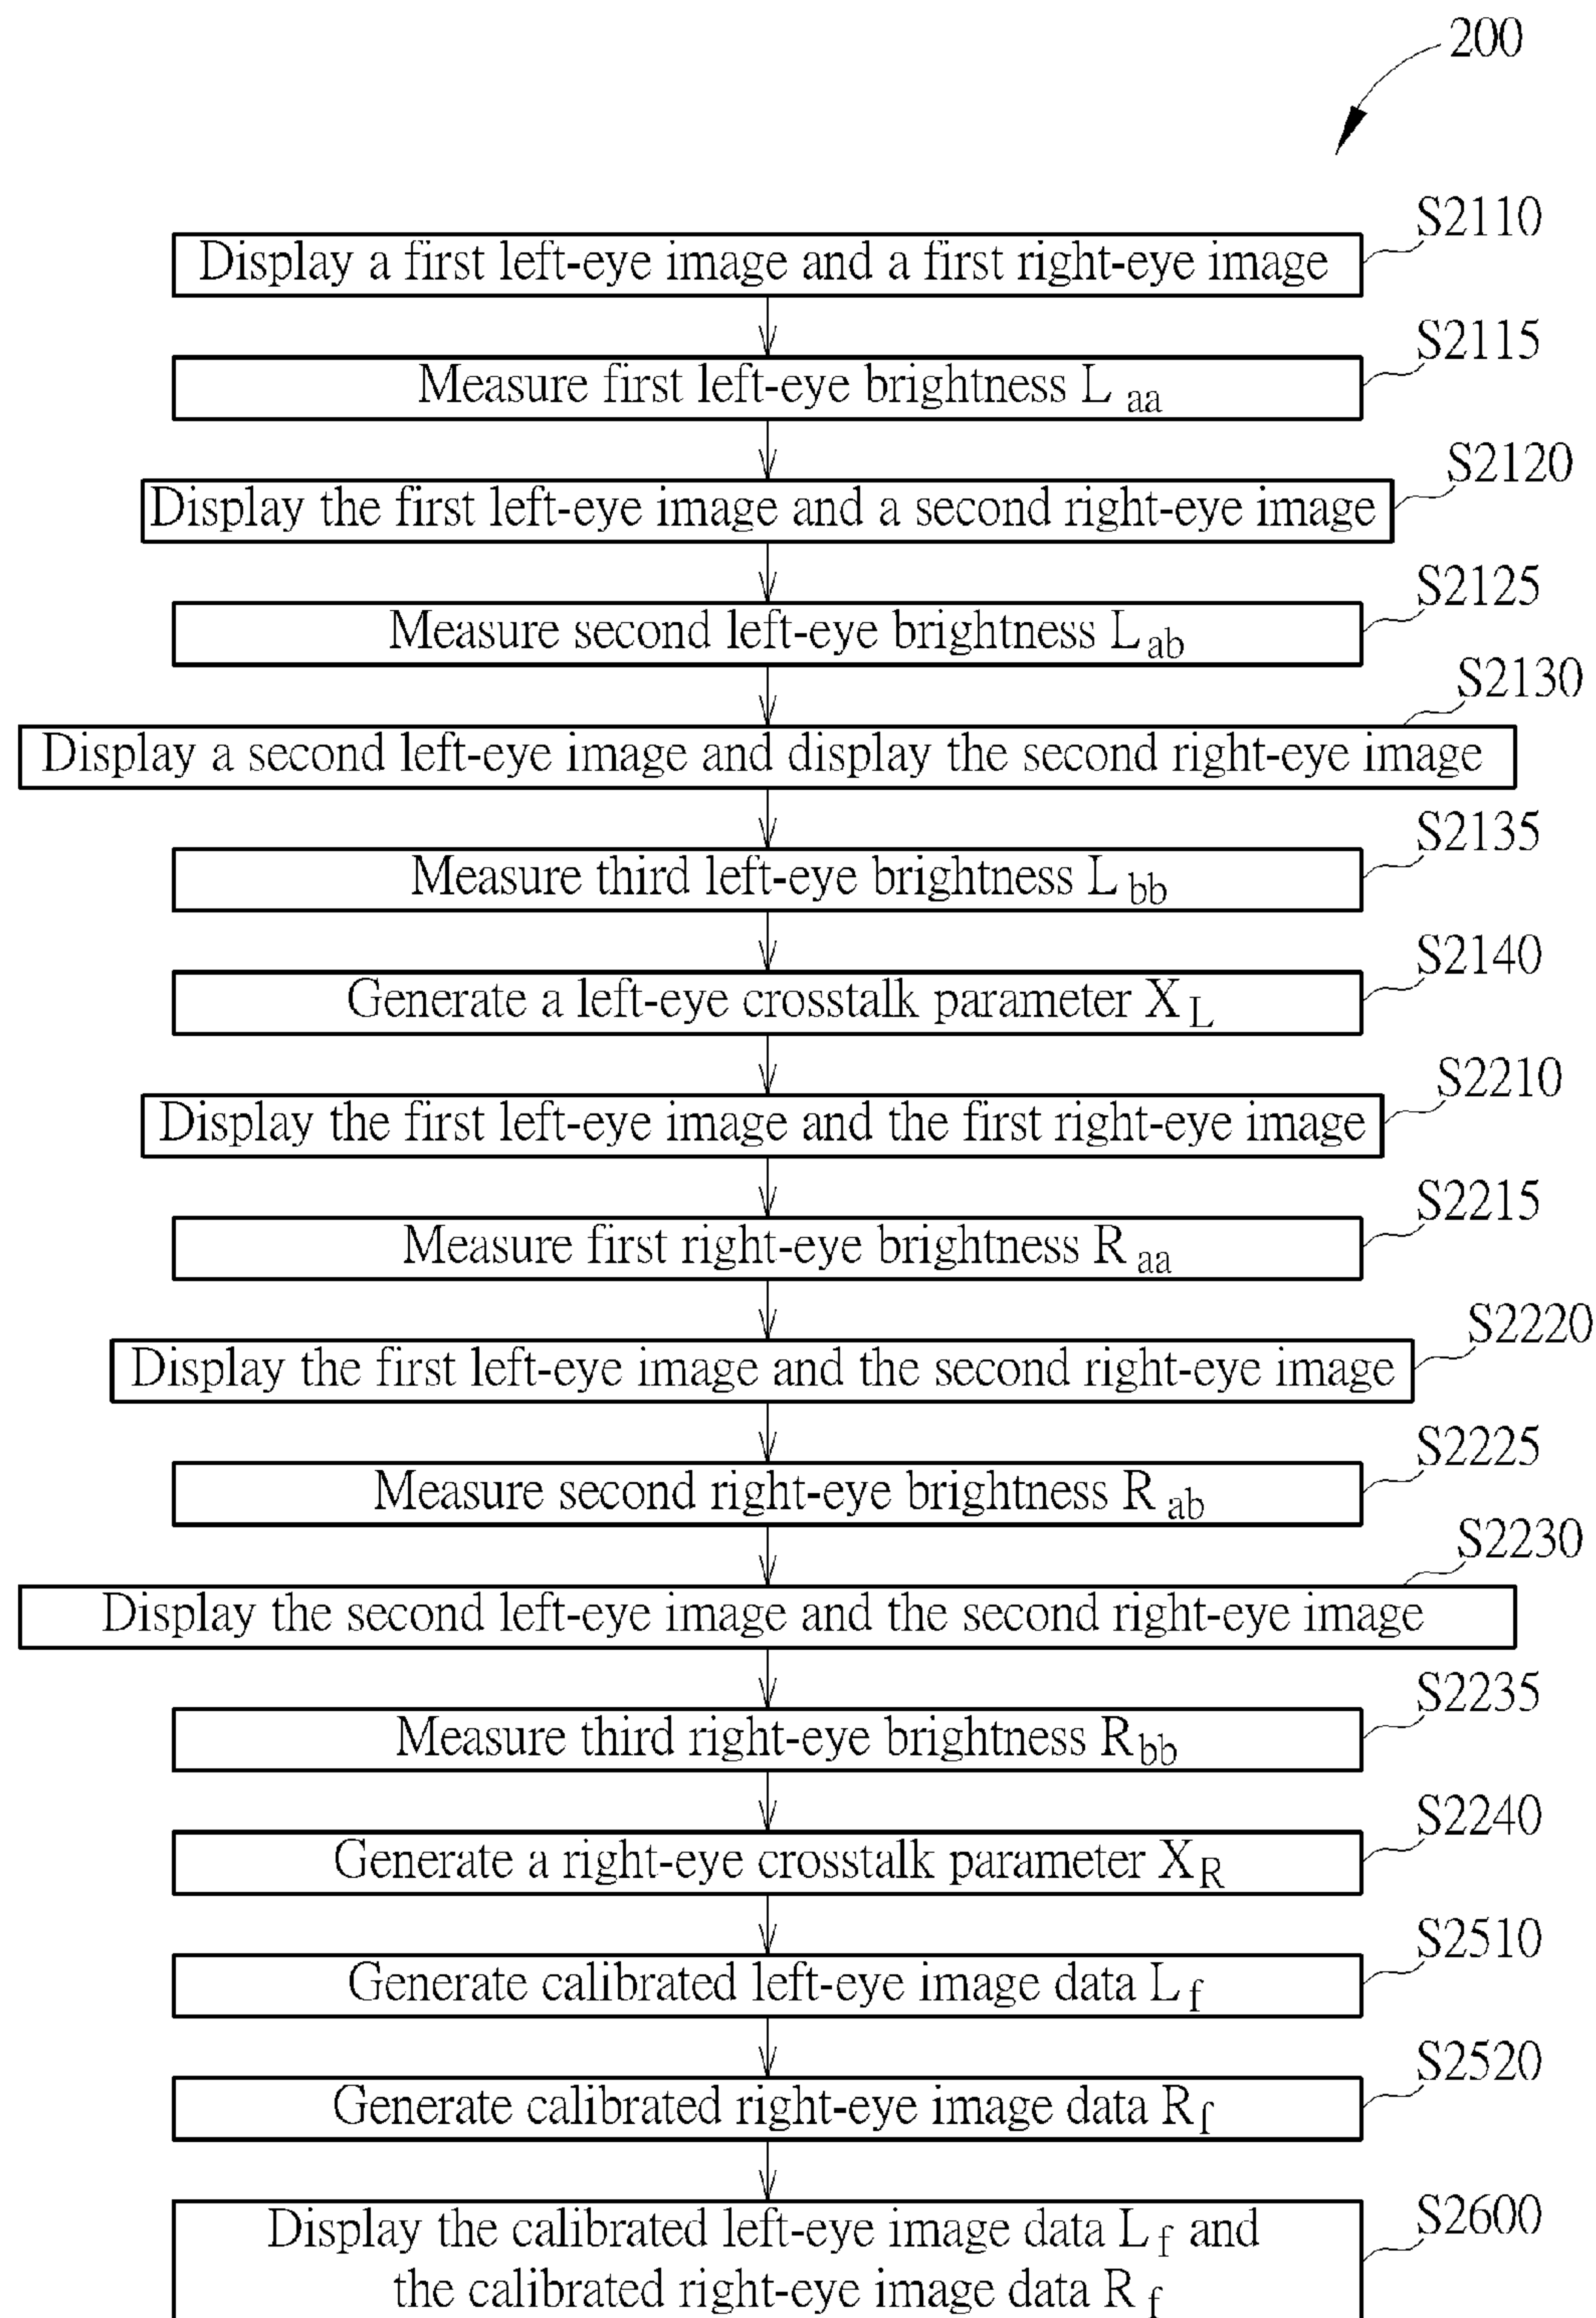 200
S2110
Display a first left-eye image and a first right-eye image
S2115
Measure first left-eye brightness L aa
S2120
Display the first left-eye image and a second right-eye image
S2125
Measure second left-eye brightness L ab
S2130
Display a second left-eye image and display the second right-eye image
S2135
Measure third left-eye brightness L bb
S2140
Generate a left-eye crosstalk parameter X L
S2210
Display the first left-eye image and the first right-eye image
S2215
Measure first right-eye brightness R aa
S2220
Display the first left-eye image and the second right-eye image
S2225
Measure second right-eye brightness R ab
S2230
Display the second left-eye image and the second right-eye image
S2235
Measure third right-eye brightness R bb
S2240
Generate a right-eye crosstalk parameter X R
S2510
Generate calibrated left-eye image data L f
S2520
Generate calibrated right-eye image data R f
S2600
Display the calibrated left-eye image data L f and
the calibrated right-eye image data R f